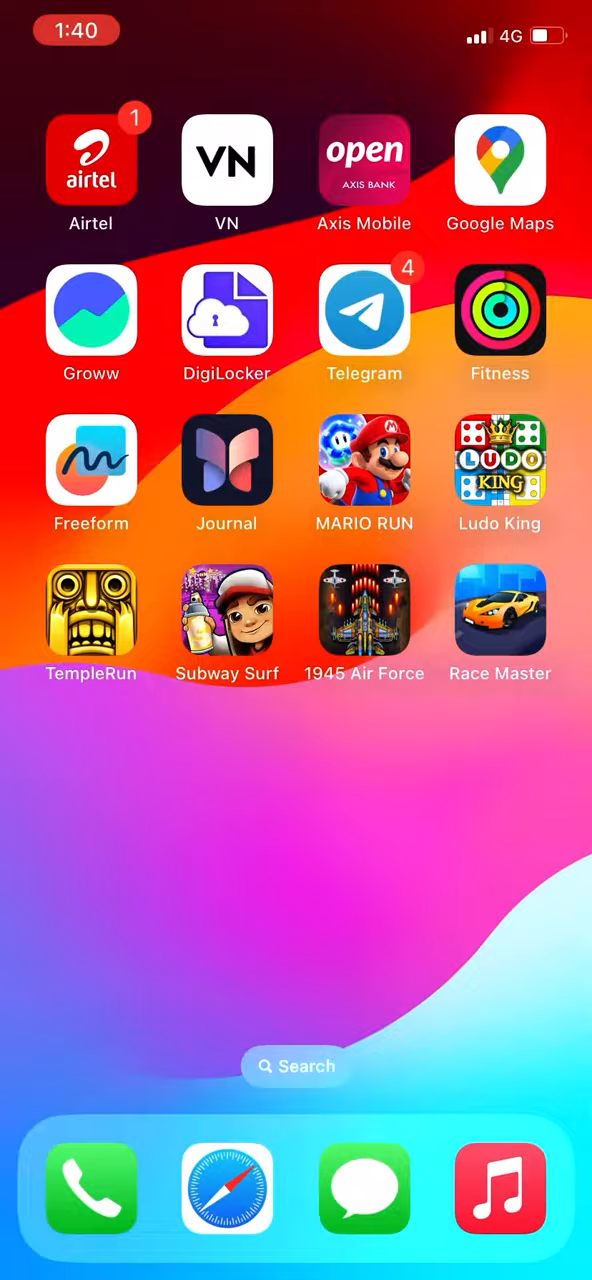 1:40
4G
1
airtel
VN
open
AXIS BANK
Airtel
VN
Axis Mobile
Google Maps
4
Groww
DigiLocker
Telegram
Fitness
M
LUDO
KING
Freeform
Journal
MARIO RUN
Ludo King
TempleRun
Subway Surf
1945 Air Force
Race Master
Search